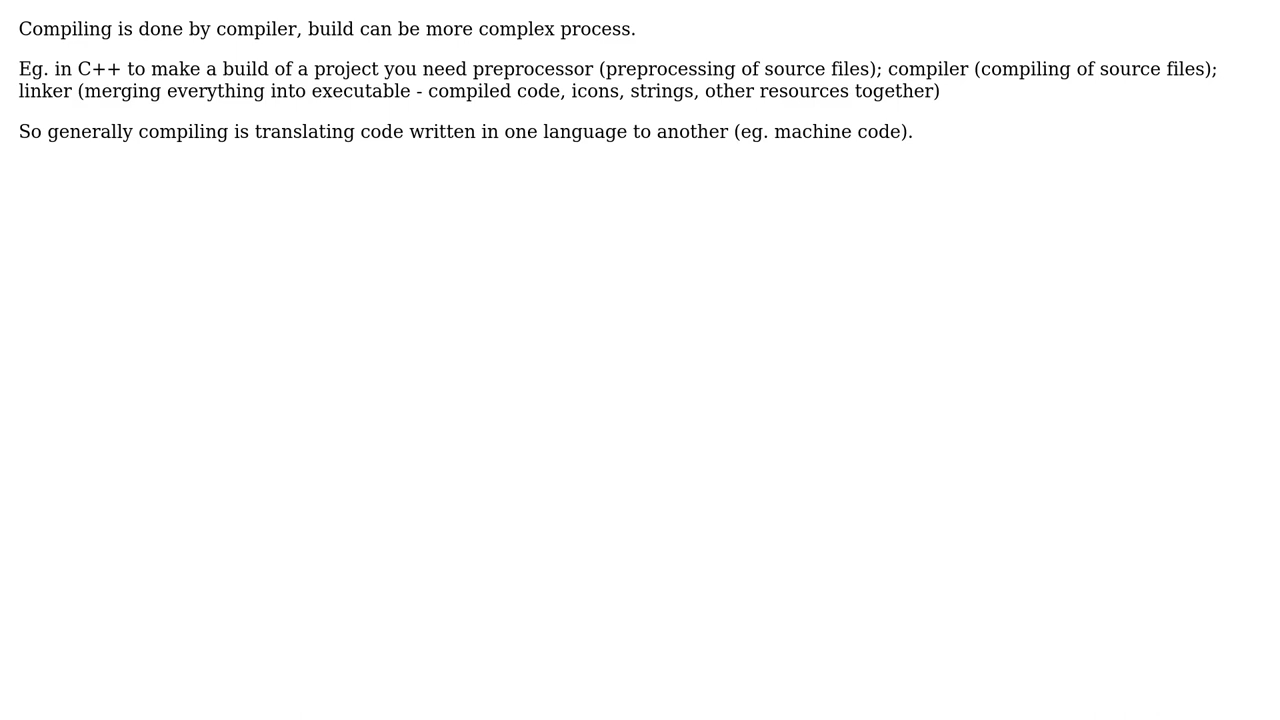 Compiling is done by compiler, build can be more complex process.
Eg. in C++ to make a build of a project you need preprocessor (preprocessing of source files); compiler (compiling of source files);
linker (merging everything into executable - compiled code, icons, strings, other resources together)
So generally compiling is translating code written in one language to another (eg. machine code).